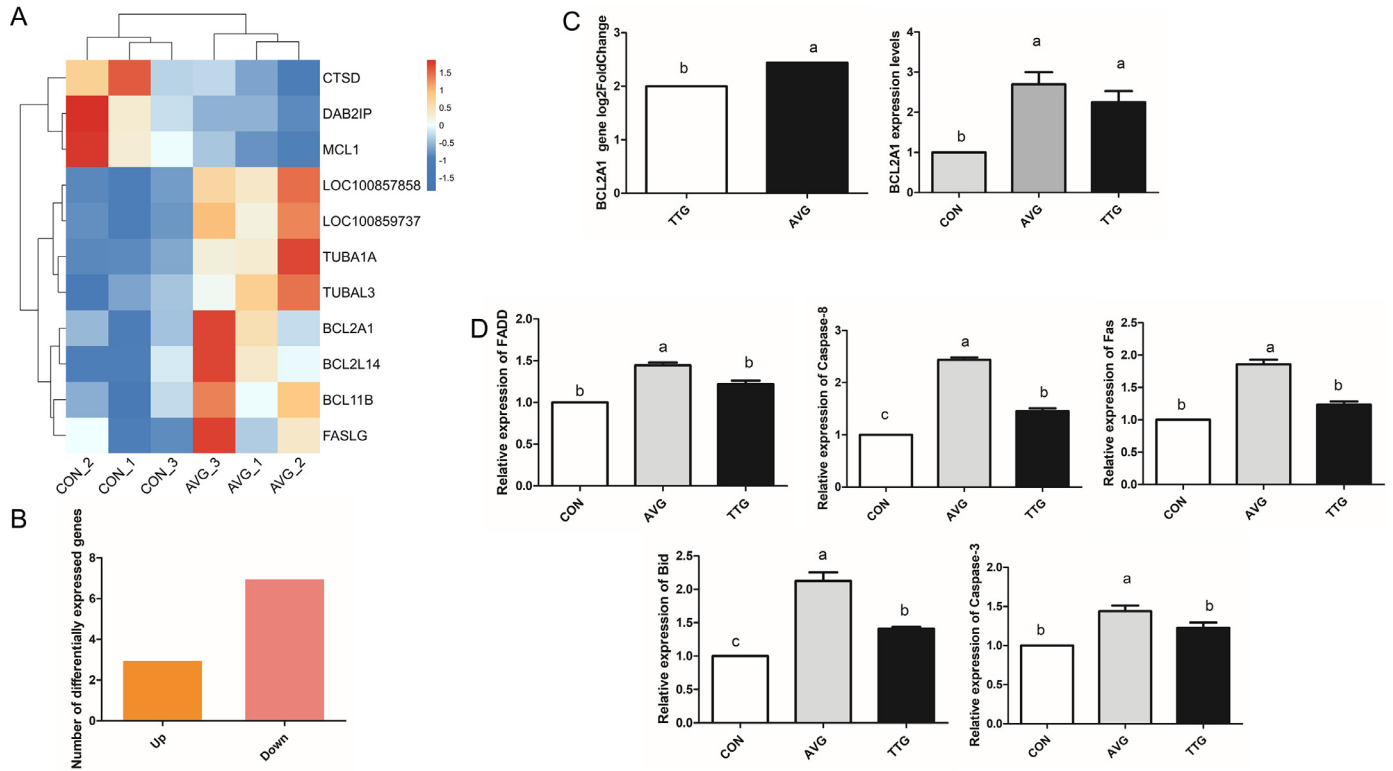 A
1.5
1
0.5
0
-0.5
-1
-1.5
CTSD
DAB2IP
MCL1
LOC100857858
LOC100859737
TUBA1A
TUBAL3
BCL2A1
BCL2L14
BCL11B
FASLG
CON_2
CON_1
CON_3
AVG_3
AVG_1
AVG_2
B
Number of differentially expressed genes
8
6
4
2
0
Up
Down
C
BCL2A1 gene log2FoldChange
3
2
1
0
b
a
TTG
AVG
BCL2A1 expression levels
4
3
2
1
0
b
a
a
CON
AVG
TTG
D
Relative expression of FADD
2.0
1.5
1.0
0.5
0.0
b
a
b
CON
AVG
TTG
Relative expression of Caspase-8
3
2
1
0
c
a
b
CON
AVG
TTG
Relative expression of Fas
2.5
2.0
1.5
1.0
0.5
0.0
b
a
b
CON
AVG
TTG
Relative expression of Bid
2.5
2.0
1.5
1.0
0.5
0.0
c
a
b
CON
AVG
TTG
Relative expression of Caspase-3
2.0
1.5
1.0
0.5
0.0
b
a
b
CON
AVG
TTG